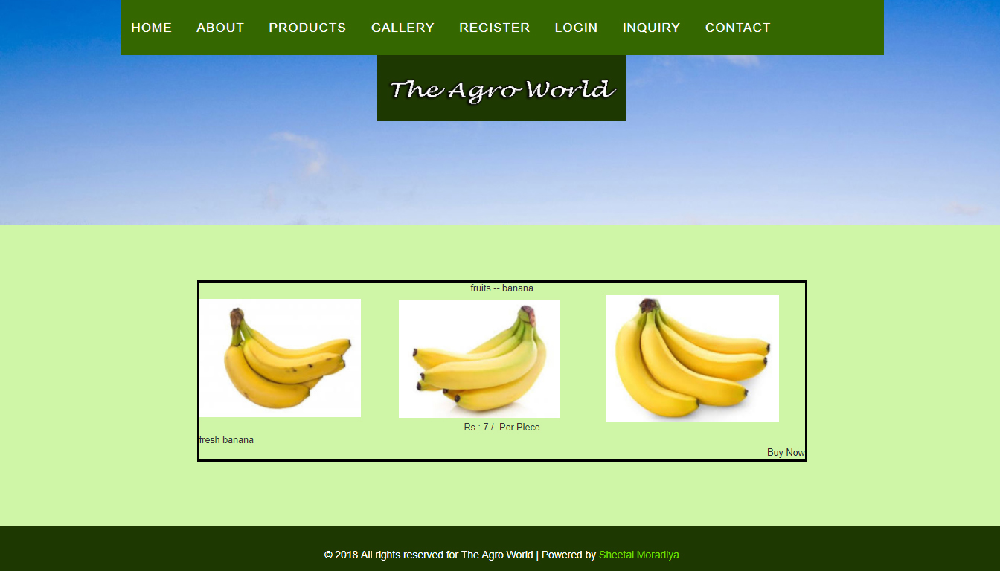 HOME ABOUT PRODUCTS GALLERY REGISTER LOGIN INQUIRY CONTACT
The Agro World
fruits -- banana
Rs : 7 /- Per Piece
fresh banana
Buy Now
© 2018 All rights reserved for The Agro World | Powered by Sheetal Moradiya